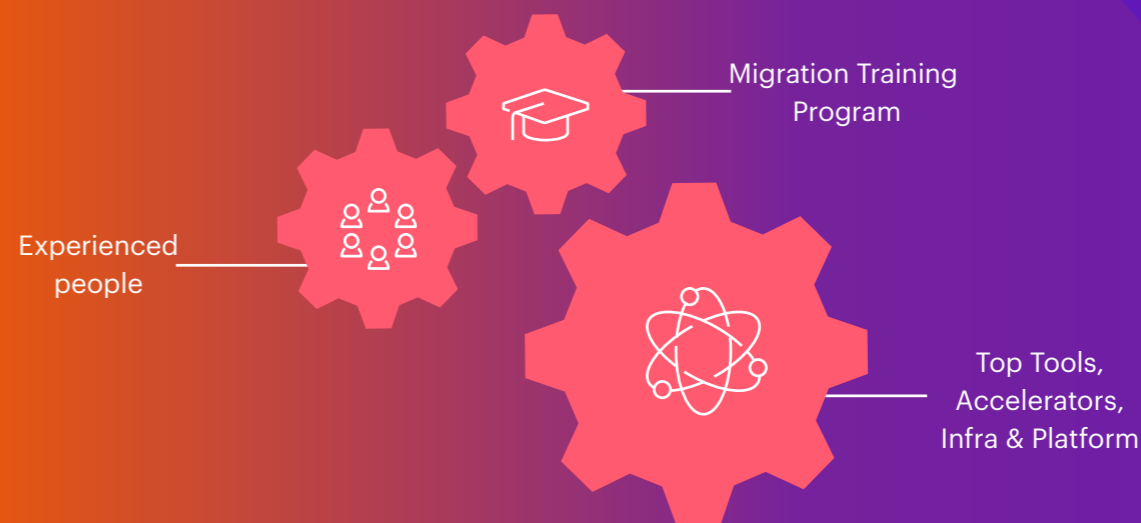 Migration Training
Program
Experienced
people
Top Tools,
Accelerators,
Infra & Platform